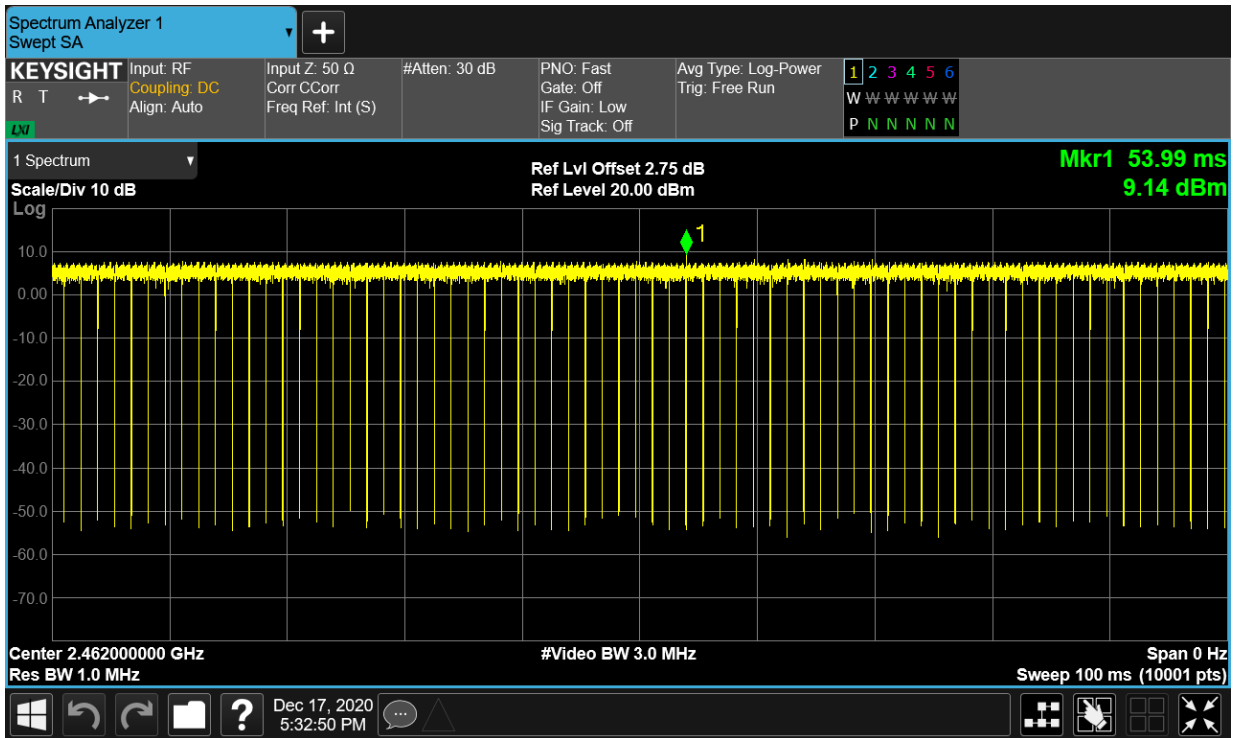 Spectrum Analyzer 1
Swept SA
KEYSIGHT
R T
LXI
Input: RF
Coupling: DC
Align: Auto
Input Z: 50 Ω
Corr CCorr
Freq Ref: Int (S)
#Atten: 30 dB
PNO: Fast
Gate: Off
IF Gain: Low
Sig Track: Off
Avg Type: Log-Power
Trig: Free Run
1 2 3 4 5 6
W W W W W W
P N N N N N
1 Spectrum
Scale/Div 10 dB
Log
Ref Lvl Offset 2.75 dB
Ref Level 20.00 dBm
Mkr1 53.99 ms
9.14 dBm
1
10.0
0.00
-10.0
-20.0
-30.0
-40.0
-50.0
-60.0
-70.0
Center 2.462000000 GHz
Res BW 1.0 MHz
#Video BW 3.0 MHz
Span 0 Hz
Sweep 100 ms (10001 pts)
?
Dec 17, 2020
5:32:50 PM